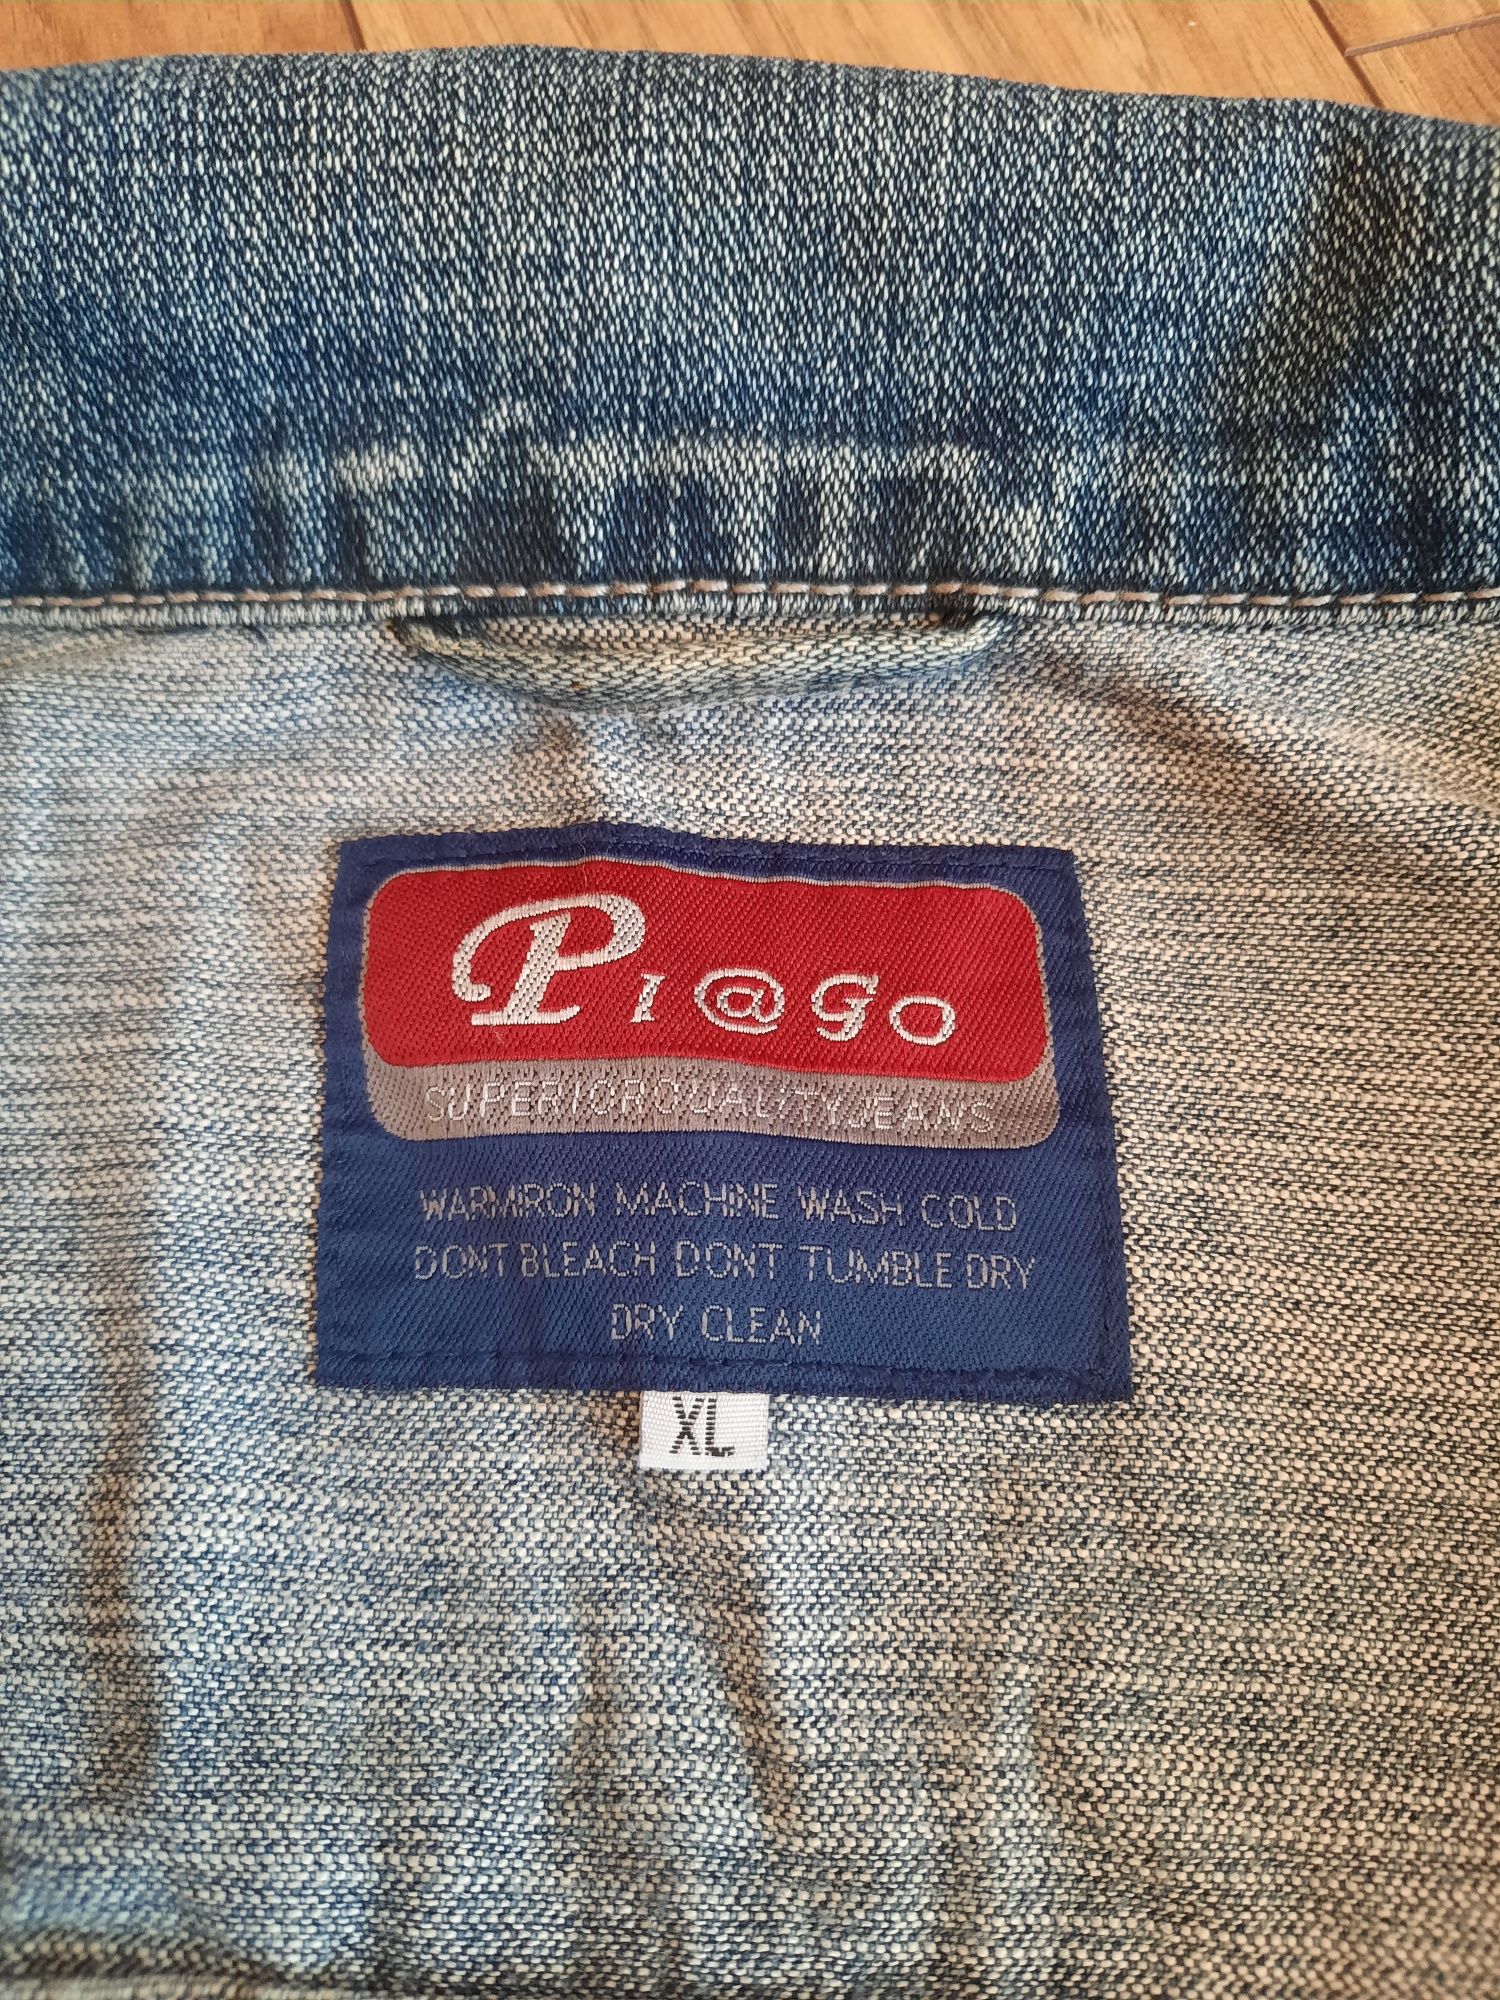 PI@GO
SUPERIORQUALITYJEANS
WARMIRON MACHINE WASH COLD
DONT BLEACH DONT TUMBLE DRY
DRY CLEAN
XL